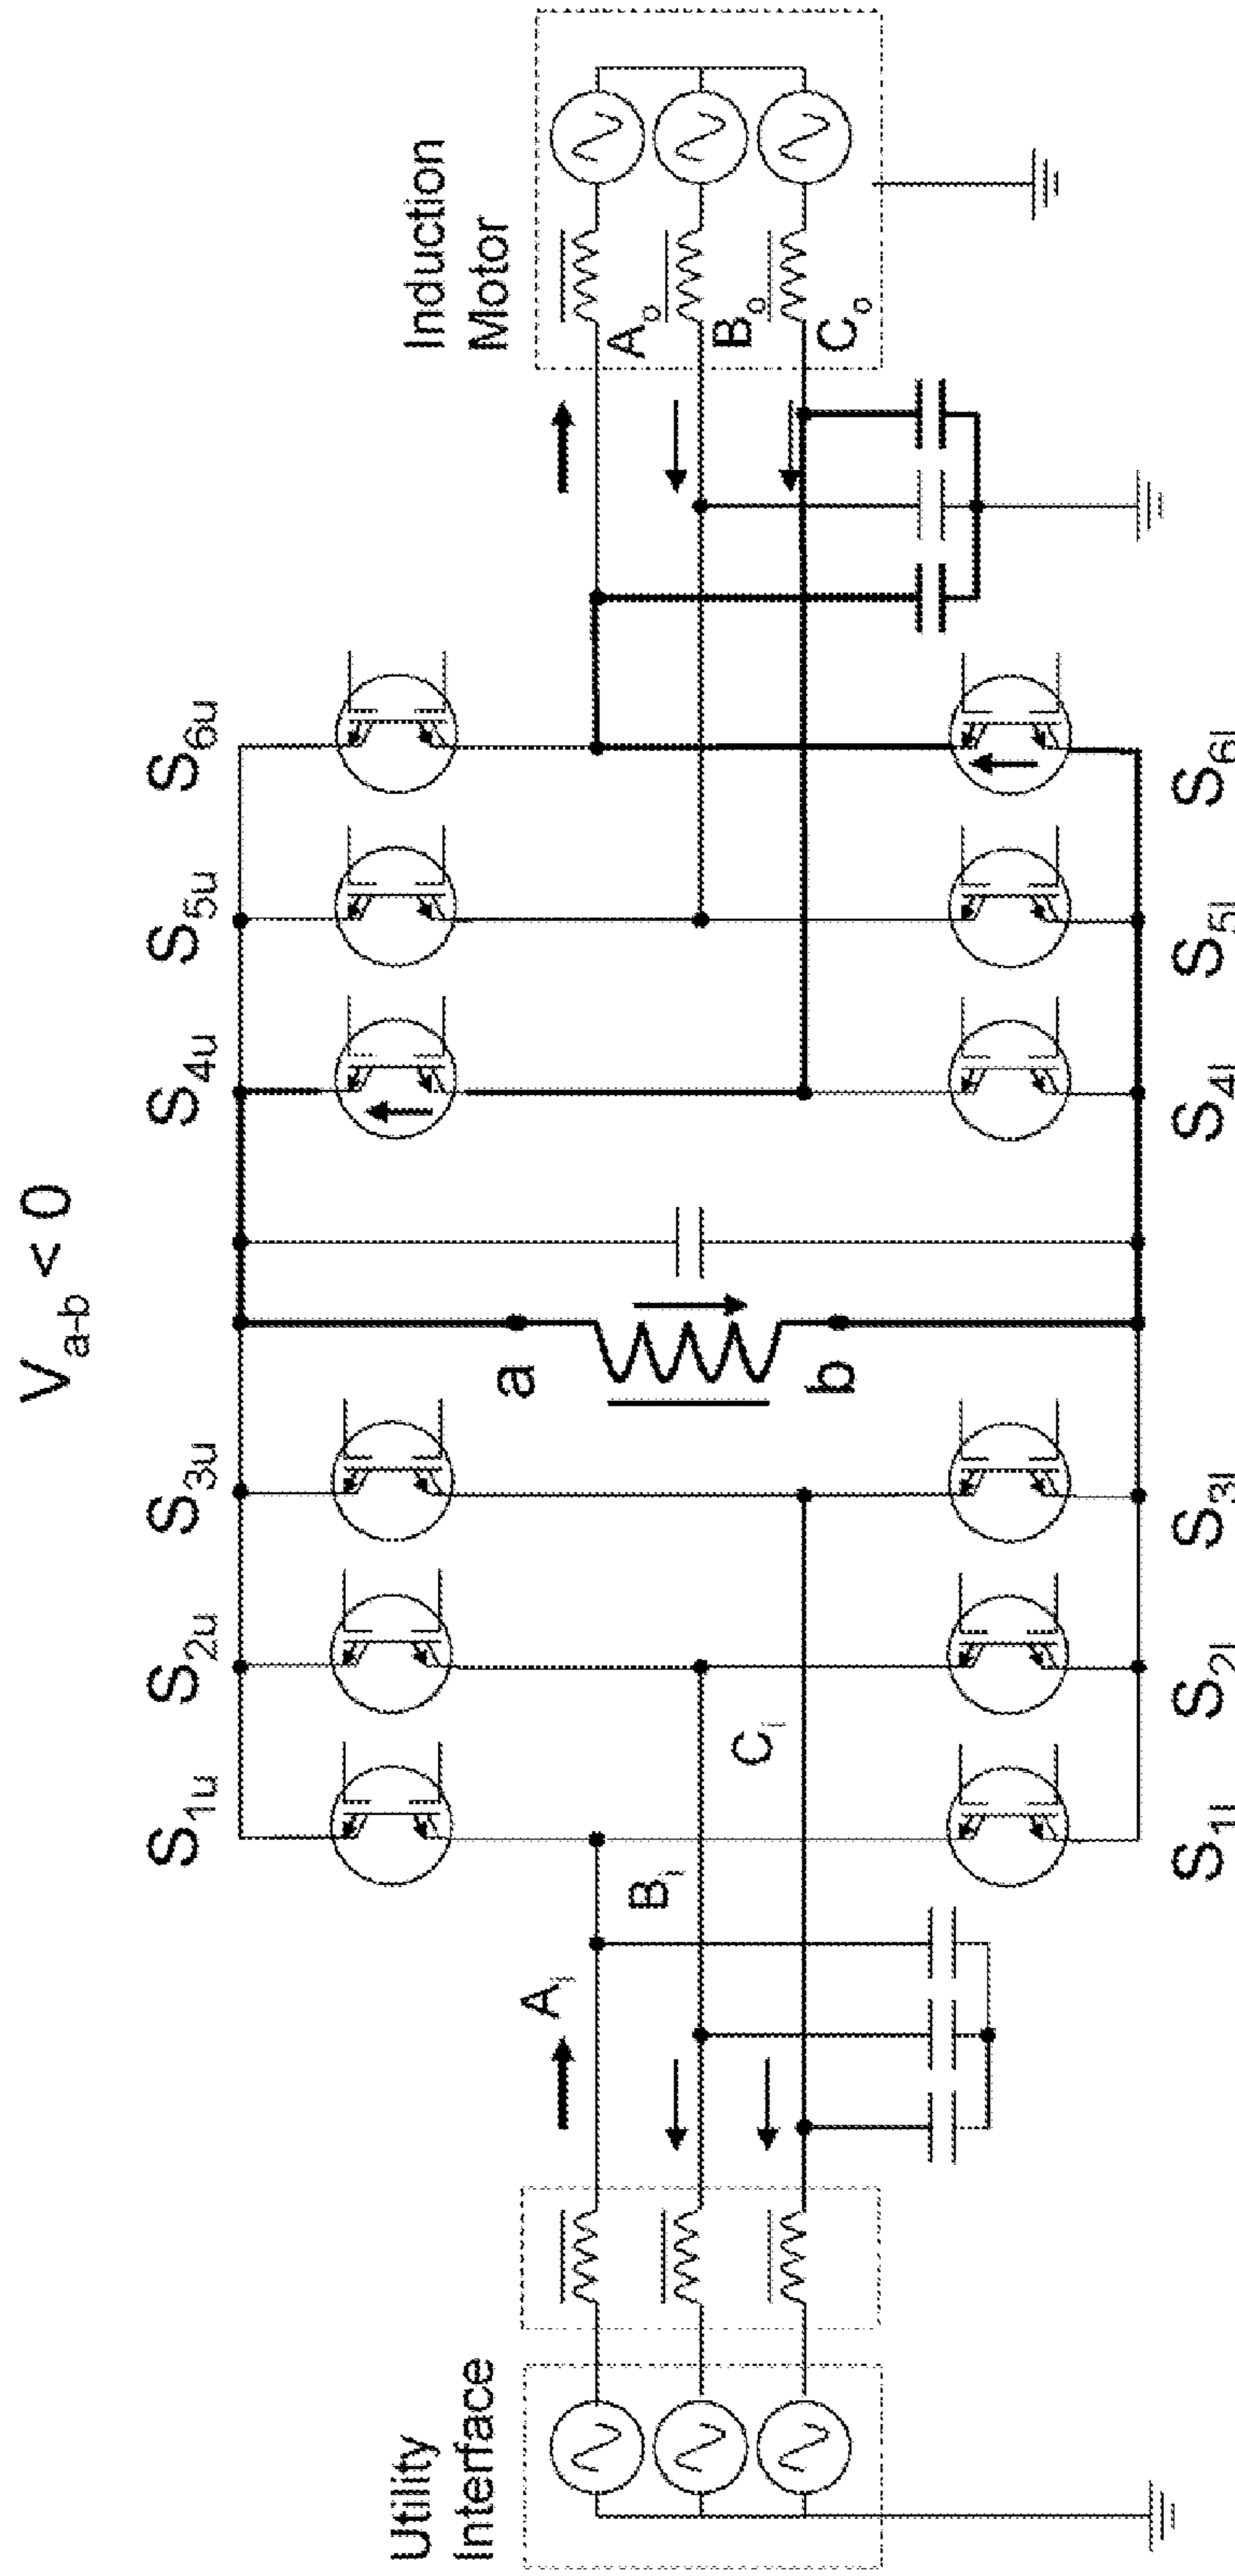 V_a-b < 0
S_1u
S_2u
S_3u
S_4u
S_5u
S_6u
Utility
Interface
Induction
Motor
A_i
B_i
C_i
a
b
A_o
B_o
C_o
S_1l
S_2l
S_3l
S_4l
S_5l
S_6l